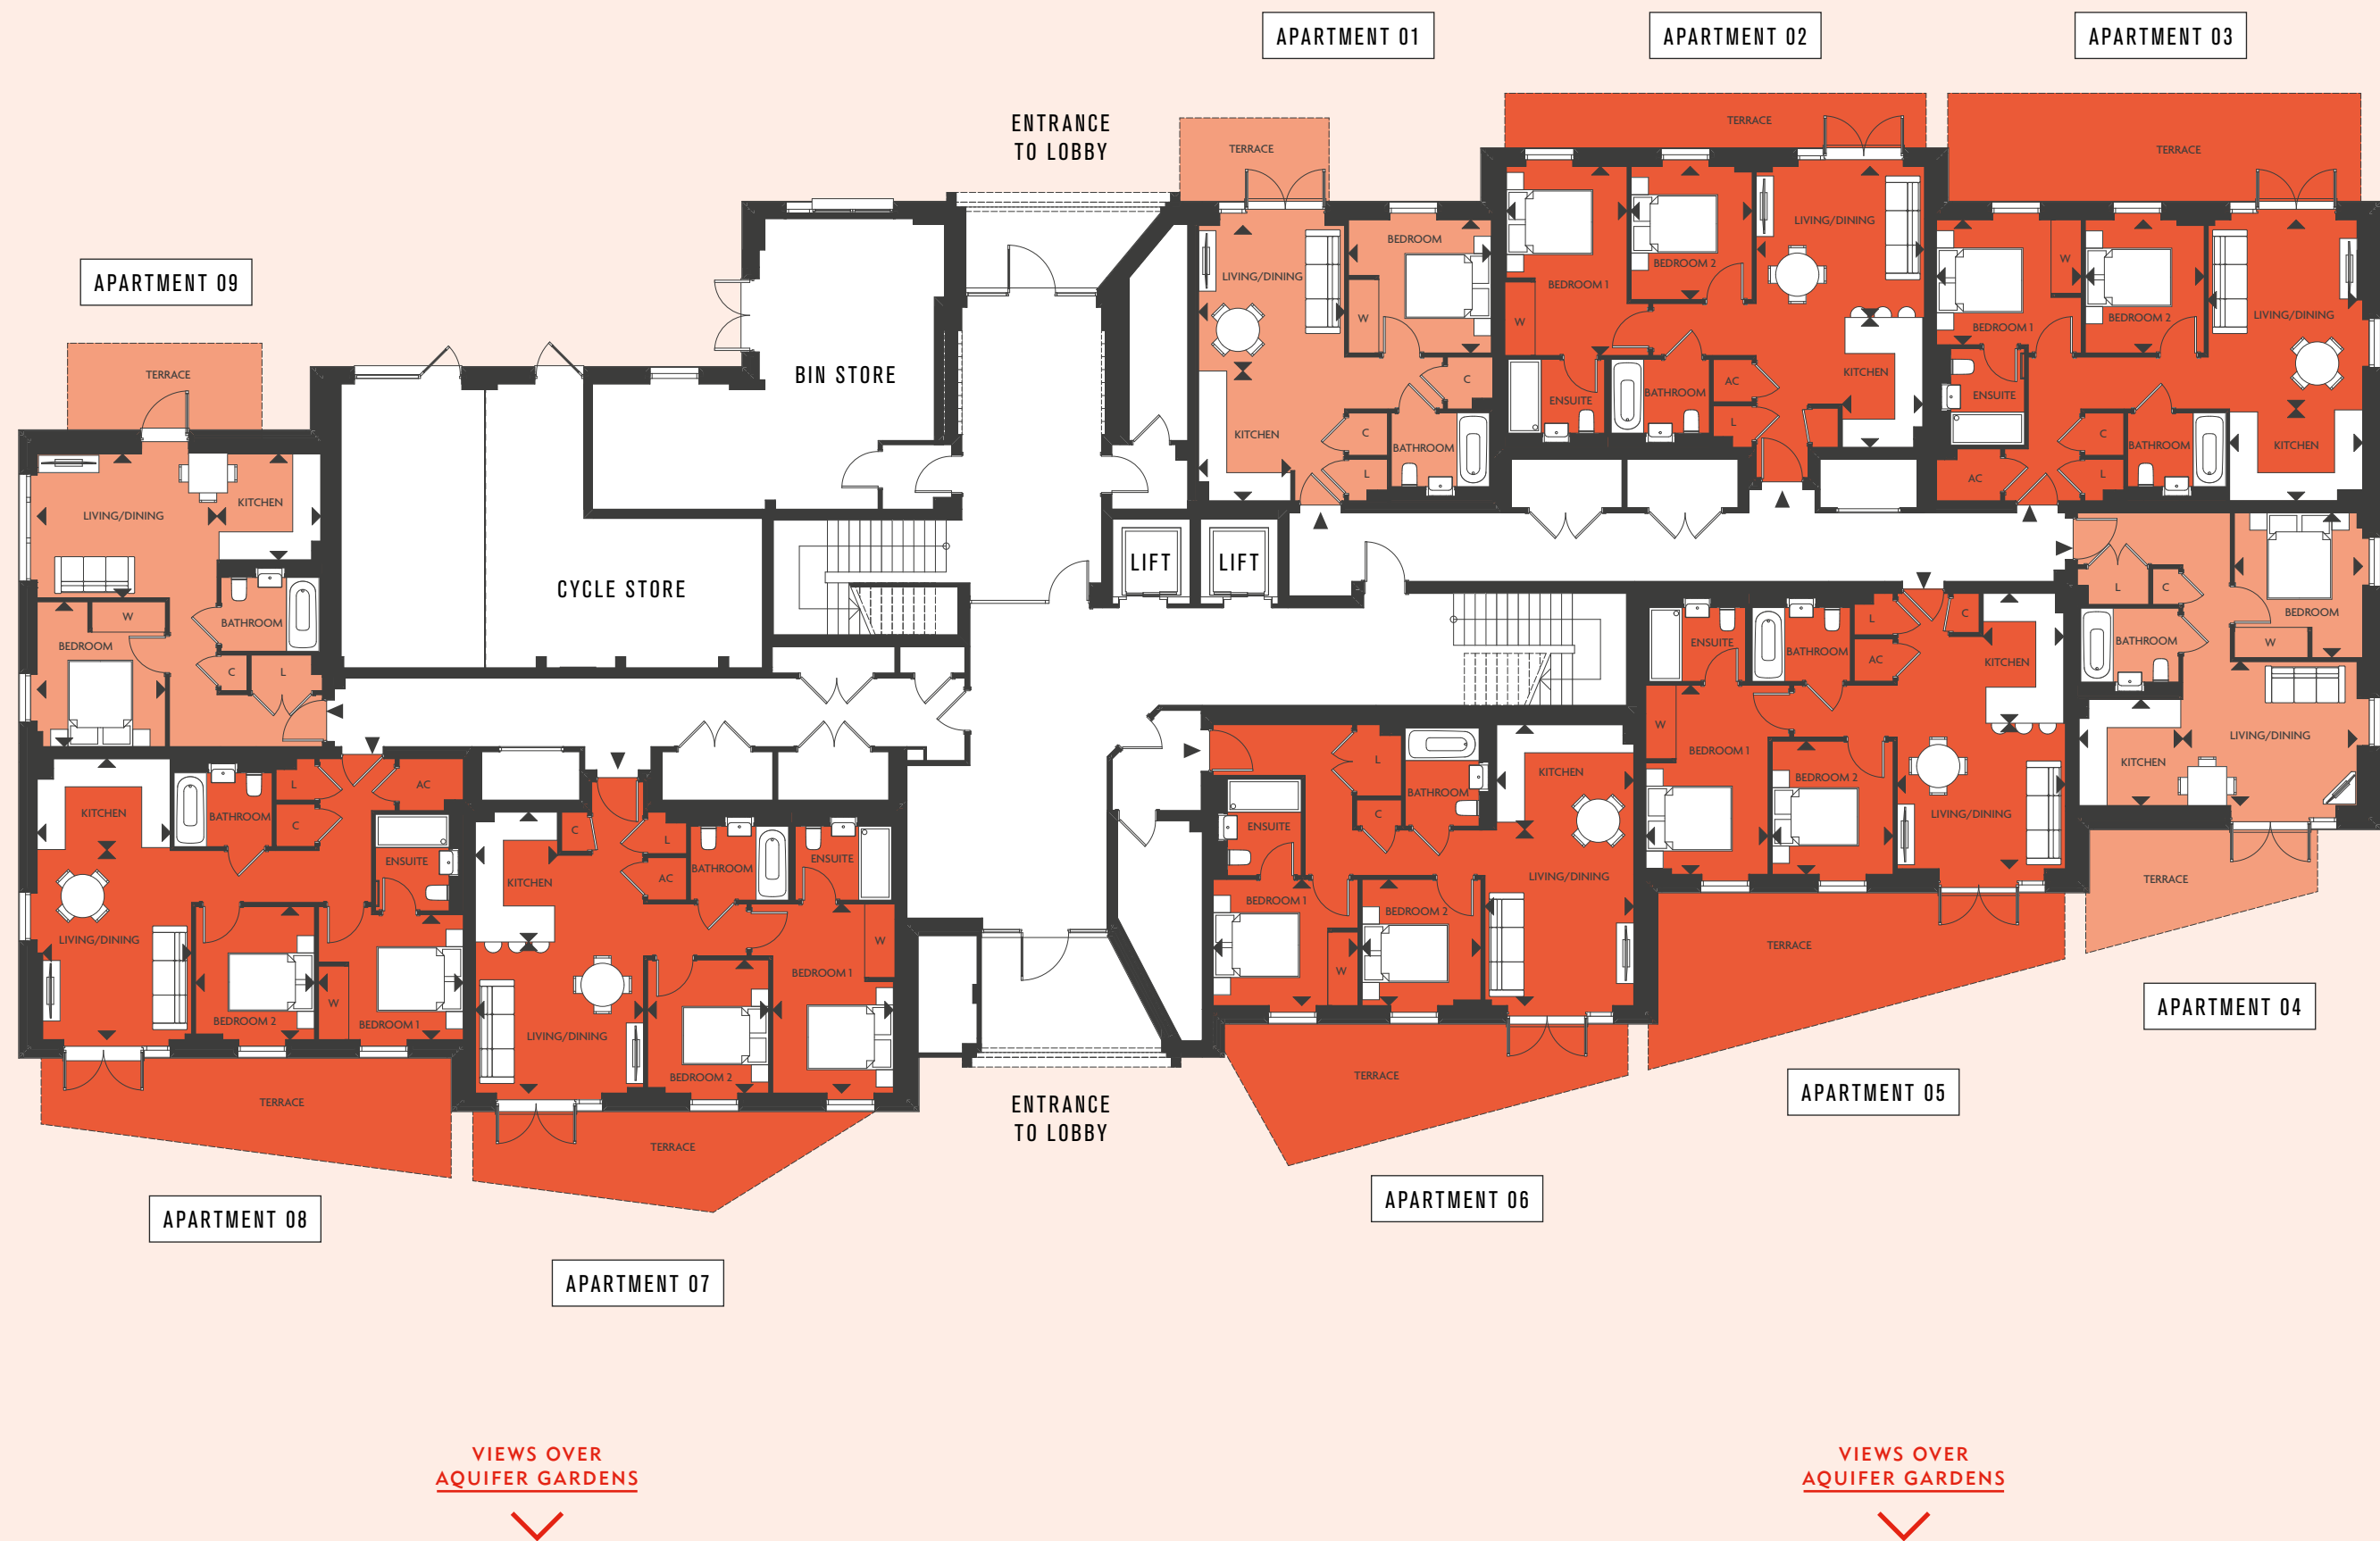 APARTMENT 01
APARTMENT 02
APARTMENT 03
ENTRANCE
TO LOBBY
TERRACE
LIVING/DINING
BEDROOM
W
C
KITCHEN
C
L
BATHROOM
TERRACE
BEDROOM 1
BEDROOM 2
LIVING/DINING
W
ENSUITE
BATHROOM
AC
L
KITCHEN
TERRACE
BEDROOM 1
W
BEDROOM 2
LIVING/DINING
ENSUITE
AC
C
L
BATHROOM
KITCHEN
APARTMENT 09
TERRACE
LIVING/DINING
KITCHEN
W
BEDROOM
BATHROOM
C
L
BIN STORE
CYCLE STORE
LIFT
LIFT
L
C
BEDROOM
W
BATHROOM
KITCHEN
LIVING/DINING
TERRACE
APARTMENT 04
ENSUITE
BATHROOM
L
C
AC
KITCHEN
W
BEDROOM 1
BEDROOM 2
LIVING/DINING
TERRACE
APARTMENT 05
L
C
BATHROOM
KITCHEN
ENSUITE
BEDROOM 1
W
BEDROOM 2
LIVING/DINING
TERRACE
APARTMENT 06
KITCHEN
BATHROOM
L
C
AC
ENSUITE
LIVING/DINING
BEDROOM 2
W
BEDROOM 1
TERRACE
APARTMENT 08
C
L
AC
KITCHEN
BATHROOM
ENSUITE
W
BEDROOM 1
LIVING/DINING
BEDROOM 2
TERRACE
APARTMENT 07
ENTRANCE
TO LOBBY
VIEWS OVER
AQUIFER GARDENS
VIEWS OVER
AQUIFER GARDENS